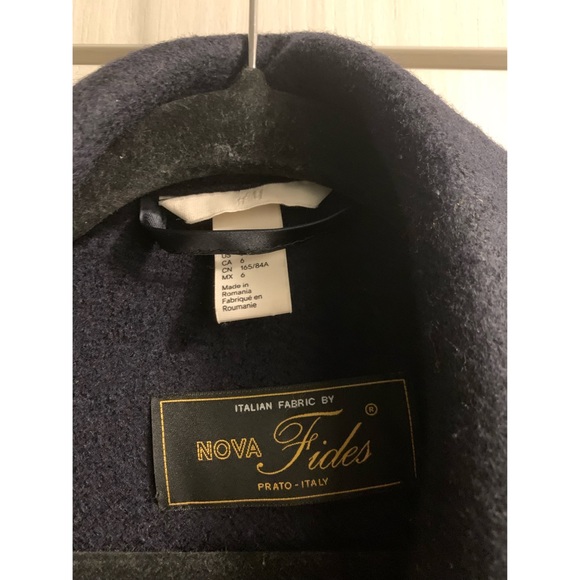 CA 6
CN 165/84A
MX 6
Made in
Romania
Fabriqué en
Roumanie
ITALIAN FABRIC BY
NOVA Fides ®
PRATO - ITALY